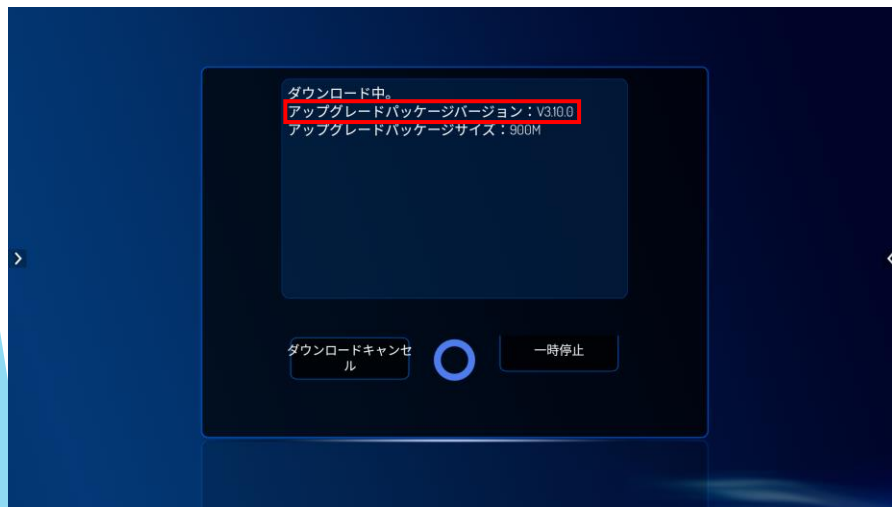 ダウンロード中。
アップグレードパッケージバージョン：V3.10.0
アップグレードパッケージサイズ：900M
ダウンロードキャンセ
ル
一時停止